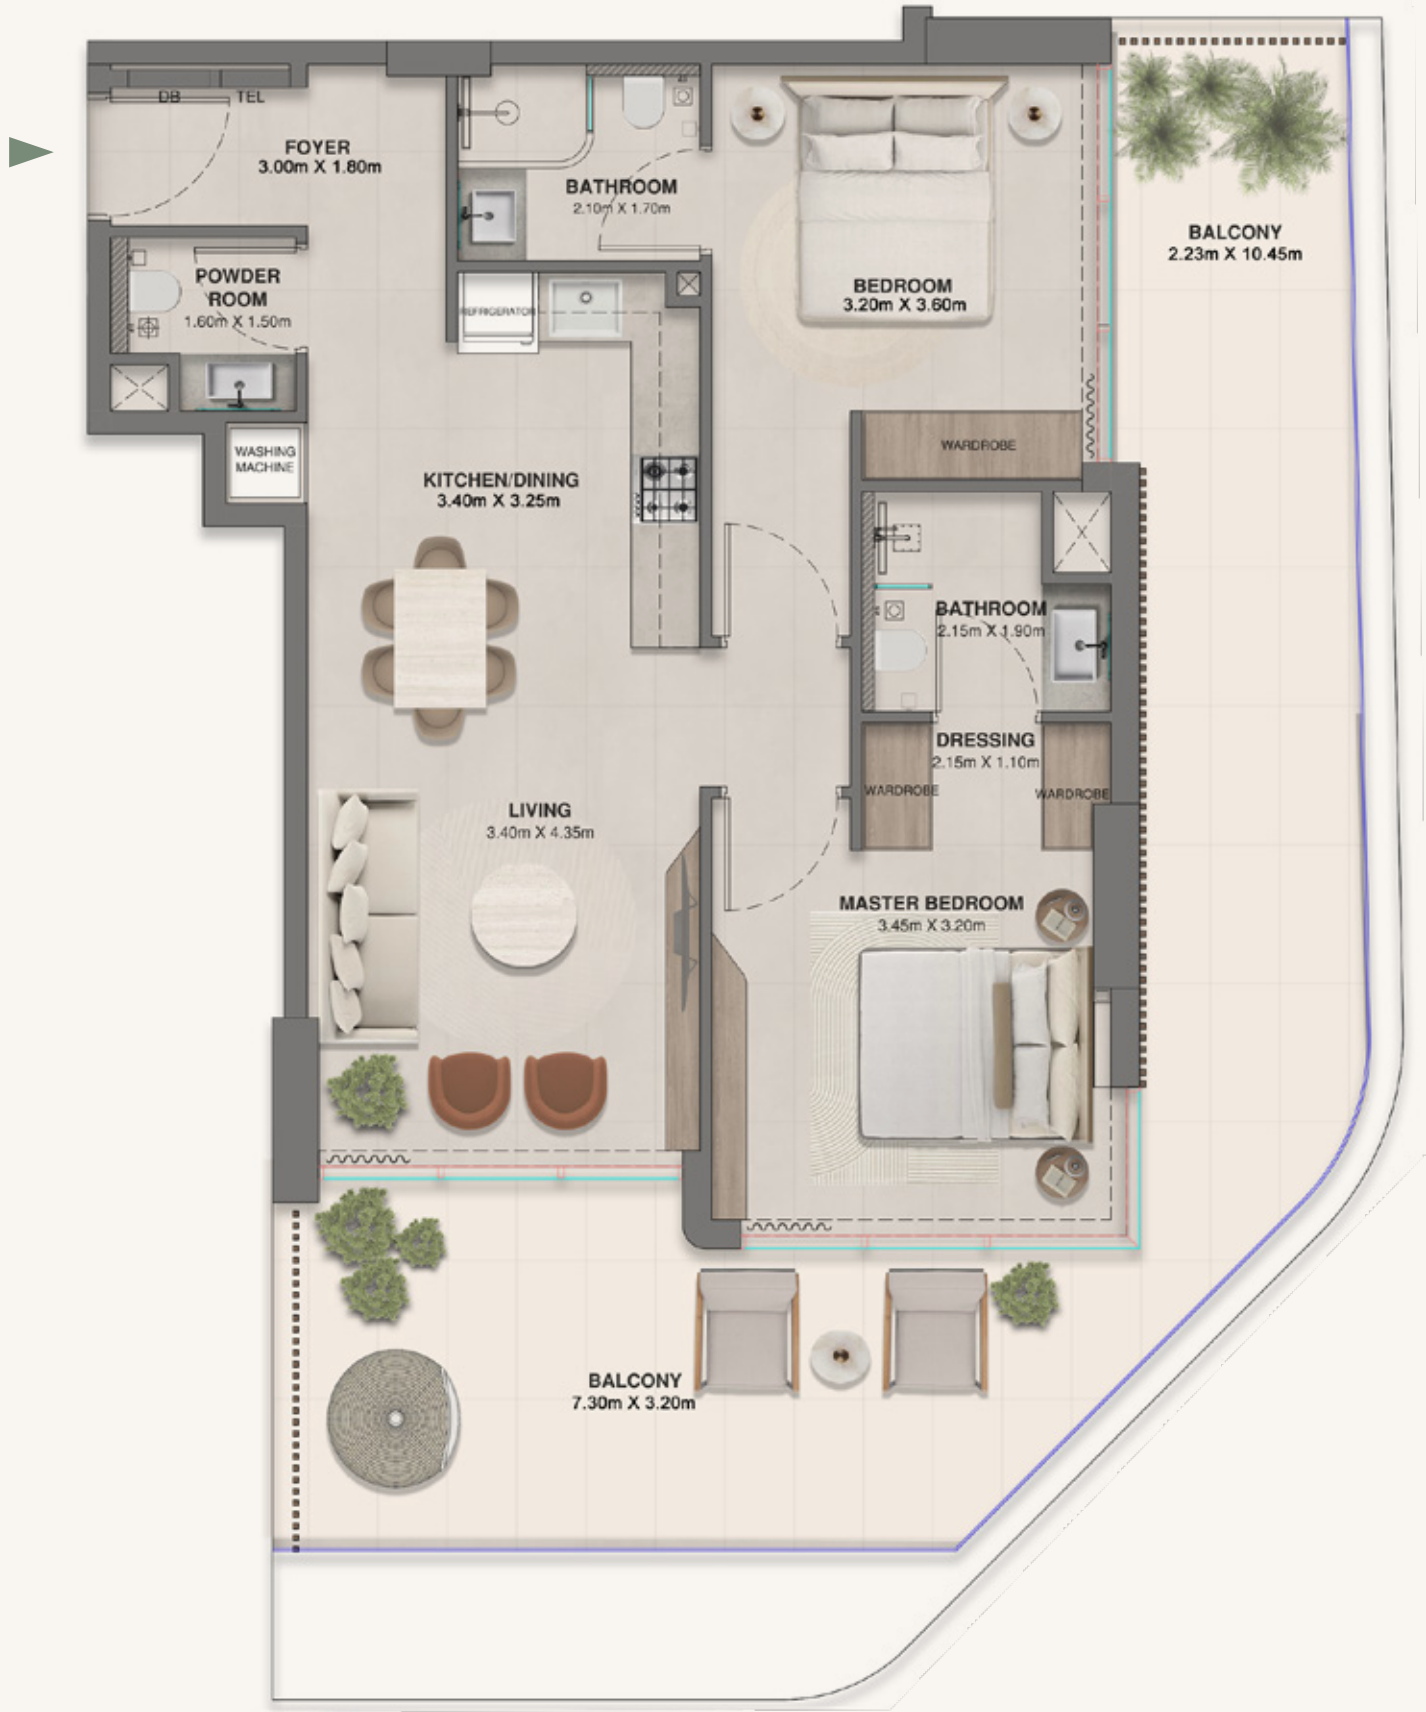 DB
TEL
FOYER
3.00m X 1.80m
BATHROOM
2.10m X 1.70m
BALCONY
2.23m X 10.45m
POWDER
ROOM
1.60m X 1.50m
REFRIGERATOR
BEDROOM
3.20m X 3.60m
WARDROBE
WASHING
MACHINE
KITCHEN/DINING
3.40m X 3.25m
BATHROOM
2.15m X 1.90m
DRESSING
2.15m X 1.10m
WARDROBE
WARDROBE
LIVING
3.40m X 4.35m
MASTER BEDROOM
3.45m X 3.20m
BALCONY
7.30m X 3.20m